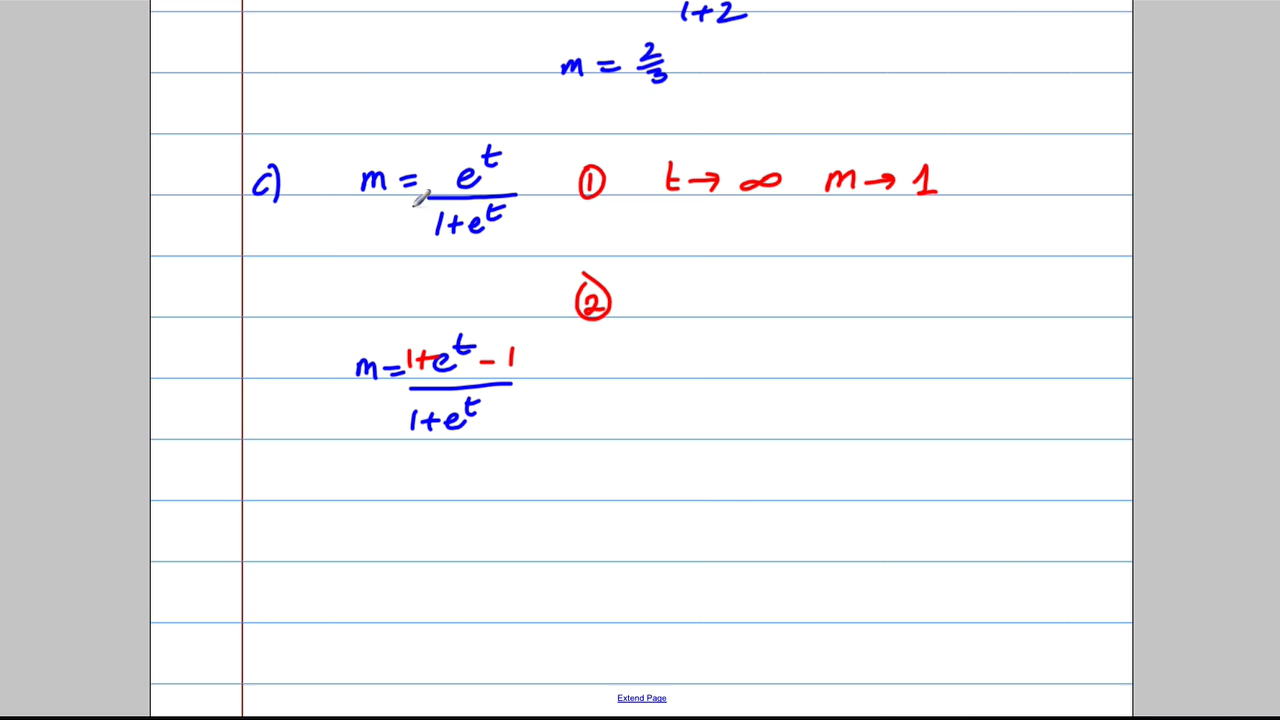 1+2
m = 2/3
c) m = e^t/(1+e^t) ① t → ∞ m → 1
②
m = (1+e^t - 1)/(1+e^t)
Extend Page